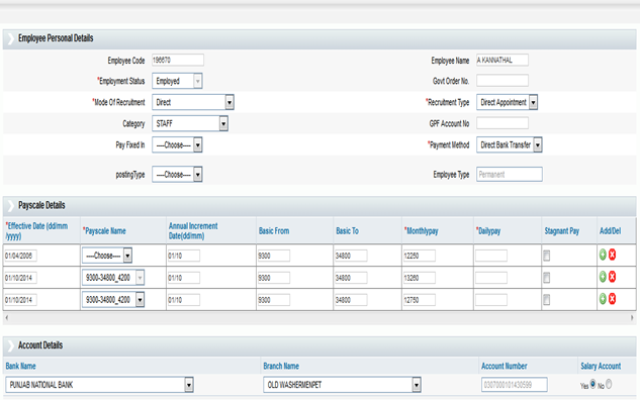 Employee Personal Details
Employee Code 196670 Employee Name A KANNATHAL
*Employment Status Employed Govt Order No.
*Mode Of Recruitment Direct *Recruitment Type Direct Appointment
Category STAFF GPF Account No
Pay Fixed In ----Choose---- *Payment Method Direct Bank Transfer
postingType ----Choose---- Employee Type Permanent
Payscale Details
*Effective Date (dd/mm/yyyy) *Payscale Name Annual Increment Date(dd/mm) Basic From Basic To *Monthlypay *Dailypay Stagnant Pay Add/Del
01/04/2006 ----Choose---- 01/10 9300 34800
01/10/2014 9300-34800_4200 01/10 9300 34800 13260
01/10/2014 9300-34800_4200 01/10 9300 34800 12750
Account Details
Bank Name Branch Name Account Number Salary Account
PUNJAB NATIONAL BANK OLD WASHERMENPET Yes No